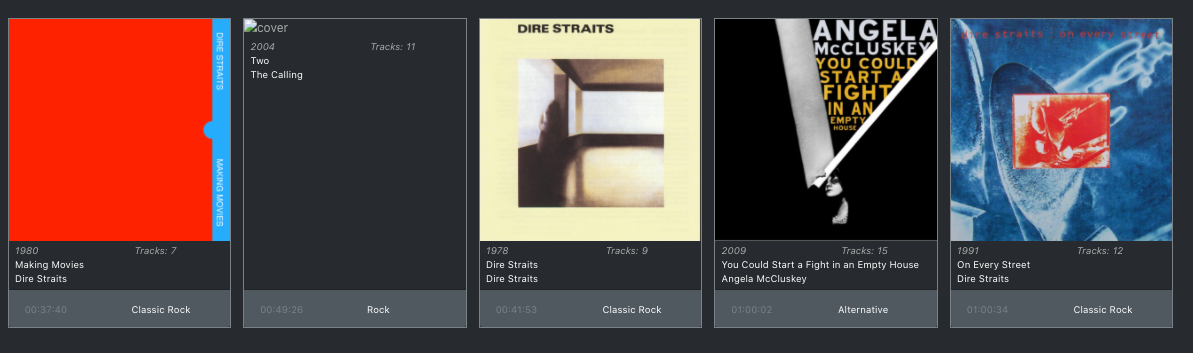 DIRE STRAITS
MAKING MOVIES
1980 Tracks: 7
Making Movies
Dire Straits
00:37:40 Classic Rock
cover
2004 Tracks: 11
Two
The Calling
00:49:26 Rock
DIRE STRAITS
1978 Tracks: 9
Dire Straits
Dire Straits
00:41:53 Classic Rock
ANGELA
McCLUSKEY
YOU COULD
START A
FIGHT
IN AN
EMPTY
HOUSE
2009 Tracks: 15
You Could Start a Fight in an Empty House
Angela McCluskey
01:00:02 Alternative
dire straits on every street
1991 Tracks: 12
On Every Street
Dire Straits
01:00:34 Classic Rock